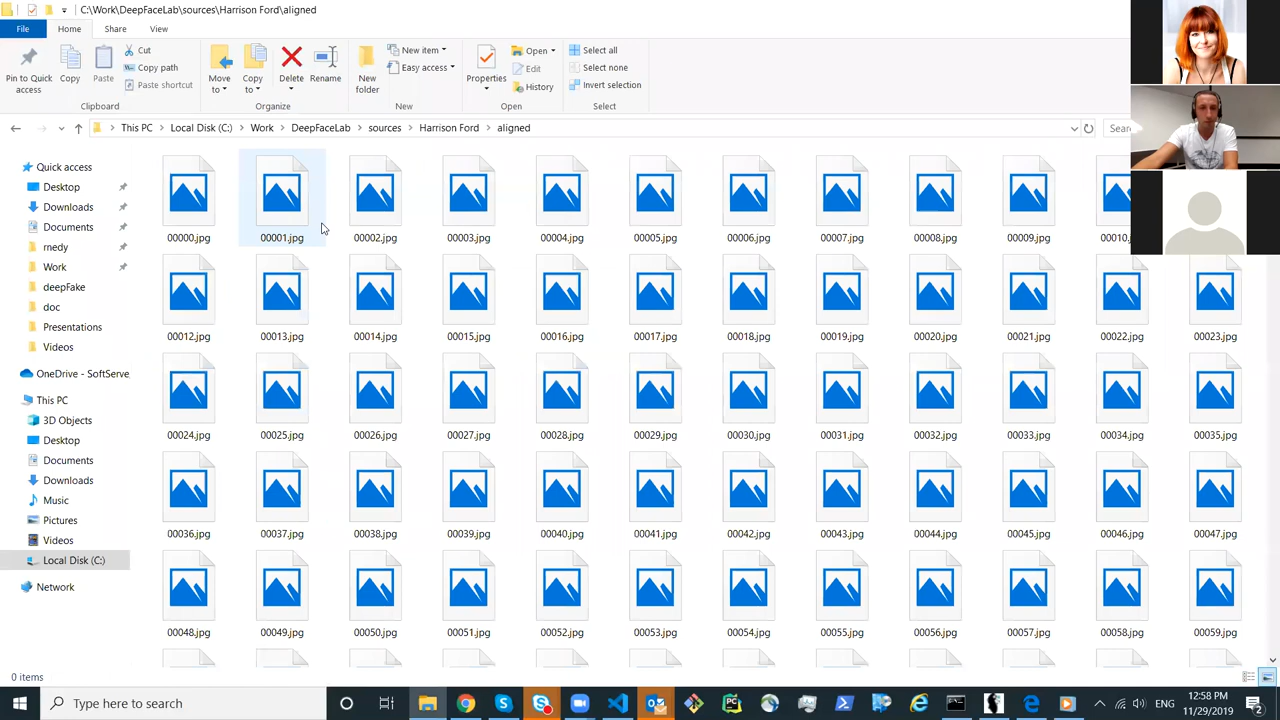 C:\Work\DeepFaceLab\sources\Harrison Ford\aligned
File Home Share View
Pin to Quick access
Copy
Paste
Cut
Copy path
Paste shortcut
Clipboard
Move to
Copy to
Delete
Rename
Organize
New folder
New item
Easy access
New
Properties
Open
Edit
History
Open
Select all
Select none
Invert selection
Select
This PC > Local Disk (C:) > Work > DeepFaceLab > sources > Harrison Ford > aligned
Quick access
Desktop
Downloads
Documents
rnedy
Work
deepFake
doc
Presentations
Videos
OneDrive - SoftServe,
This PC
3D Objects
Desktop
Documents
Downloads
Music
Pictures
Videos
Local Disk (C:)
Network
00000.jpg 00001.jpg 00002.jpg 00003.jpg 00004.jpg 00005.jpg 00006.jpg 00007.jpg 00008.jpg 00009.jpg 00010.
00012.jpg 00013.jpg 00014.jpg 00015.jpg 00016.jpg 00017.jpg 00018.jpg 00019.jpg 00020.jpg 00021.jpg 00022.jpg 00023.jpg
00024.jpg 00025.jpg 00026.jpg 00027.jpg 00028.jpg 00029.jpg 00030.jpg 00031.jpg 00032.jpg 00033.jpg 00034.jpg 00035.jpg
00036.jpg 00037.jpg 00038.jpg 00039.jpg 00040.jpg 00041.jpg 00042.jpg 00043.jpg 00044.jpg 00045.jpg 00046.jpg 00047.jpg
00048.jpg 00049.jpg 00050.jpg 00051.jpg 00052.jpg 00053.jpg 00054.jpg 00055.jpg 00056.jpg 00057.jpg 00058.jpg 00059.jpg
0 items
Type here to search
ENG
12:58 PM
11/29/2019
2